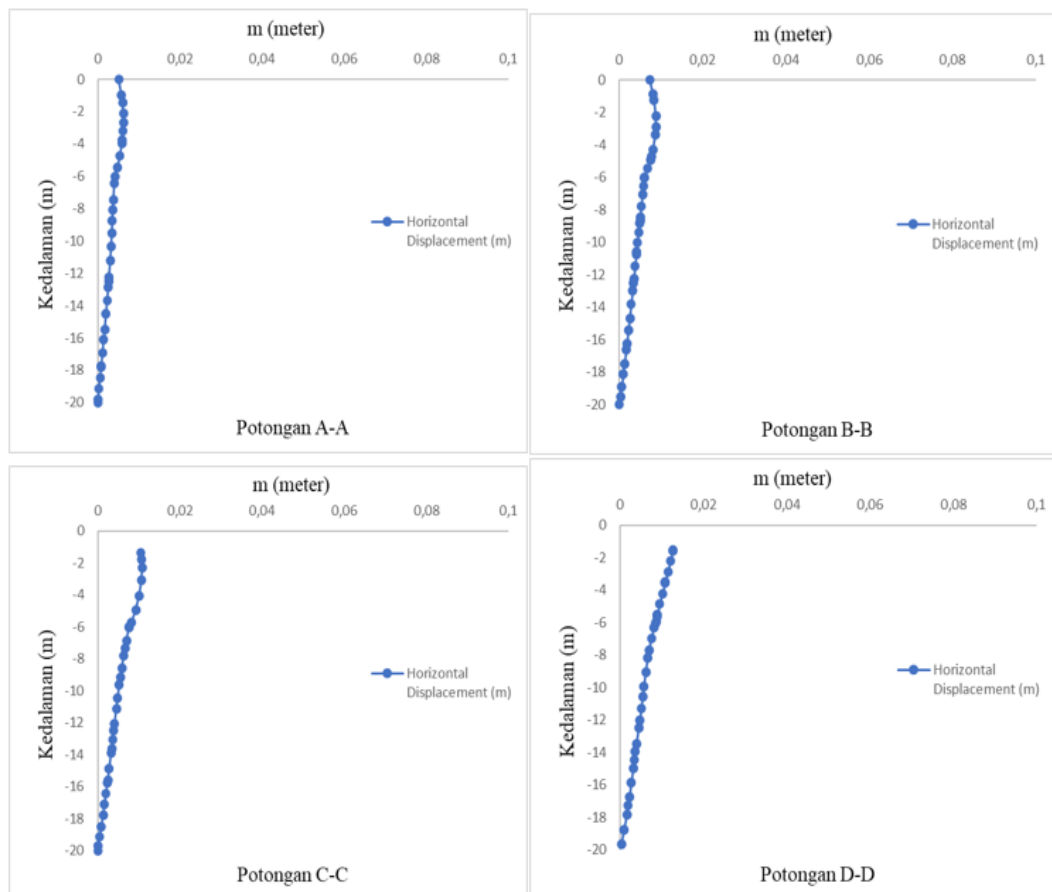 m (meter)
0 0,02 0,04 0,06 0,08 0,1
0
-2
-4
-6
-8
-10
-12
-14
-16
-18
-20
Kedalaman (m)
Horizontal
Displacement (m)
Potongan A-A
m (meter)
0 0,02 0,04 0,06 0,08 0,1
0
-2
-4
-6
-8
-10
-12
-14
-16
-18
-20
Kedalaman (m)
Horizontal
Displacement (m)
Potongan B-B
m (meter)
0 0,02 0,04 0,06 0,08 0,1
0
-2
-4
-6
-8
-10
-12
-14
-16
-18
-20
Kedalaman (m)
Horizontal
Displacement (m)
Potongan C-C
m (meter)
0 0,02 0,04 0,06 0,08 0,1
0
-2
-4
-6
-8
-10
-12
-14
-16
-18
-20
Kedalaman (m)
Horizontal
Displacement (m)
Potongan D-D